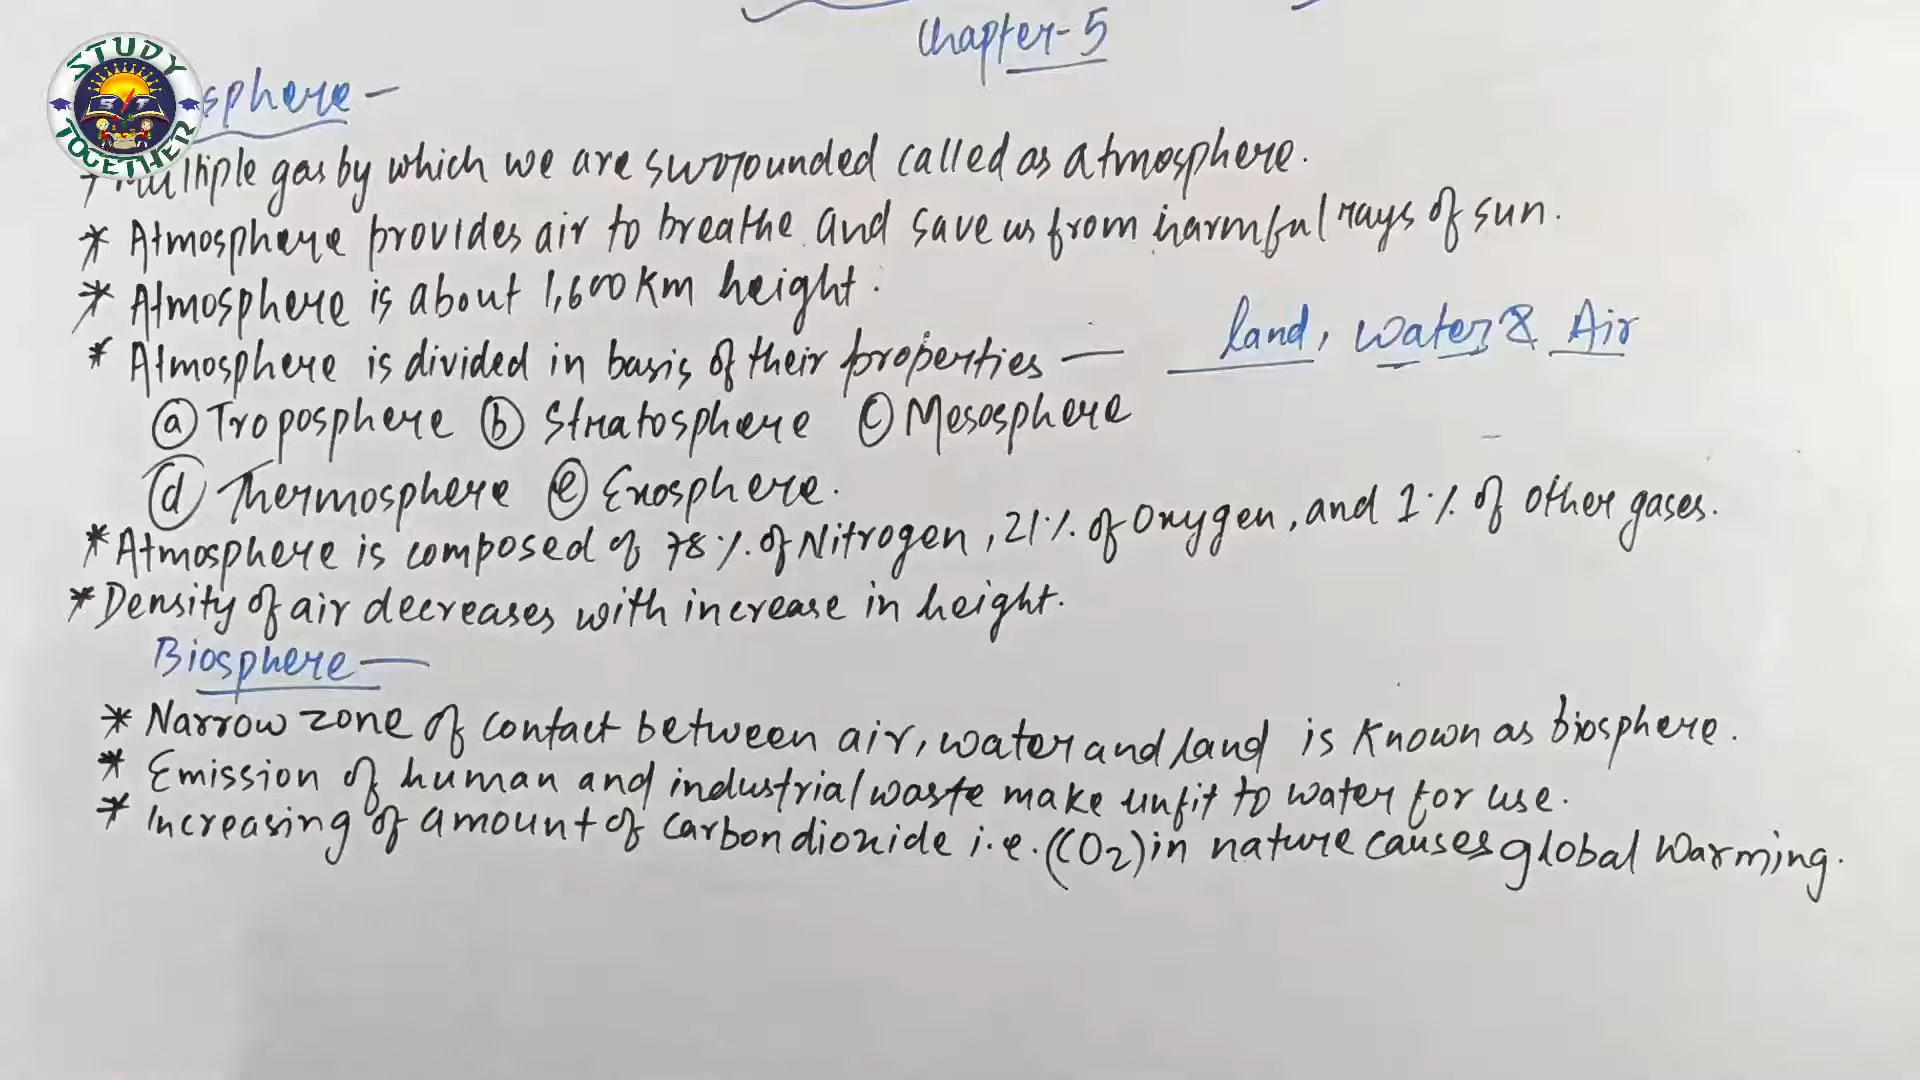 Chapter-5
STUDY
ST
TOGETHER
sphere -
* Multiple gas by which we are surrounded called as atmosphere.
* Atmosphere provides air to breathe and save us from harmful rays of sun.
* Atmosphere is about 1,600 Km height.
* Atmosphere is divided in basis of their properties —
land, water & Air
(a) Troposphere (b) Stratosphere (c) Mesosphere
(d) Thermosphere (e) Exosphere.
* Atmosphere is composed of 78% of Nitrogen, 21% of Oxygen, and 1% of other gases.
* Density of air decreases with increase in height.
Biosphere —
* Narrow zone of contact between air, water and land is known as biosphere.
* Emission of human and industrial waste make unfit to water for use.
* Increasing of amount of carbondioxide i.e. (CO2) in nature causes global warming.